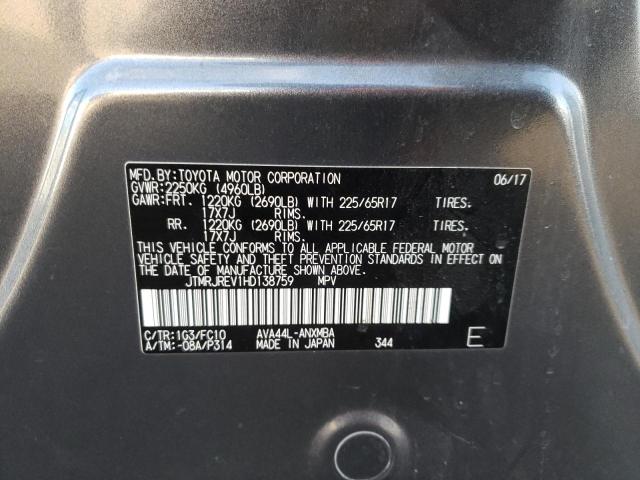 MFD.BY:TOYOTA MOTOR CORPORATION 06/17
GVWR:2250KG (4960LB)
GAWR:FRT. 1220KG (2690LB) WITH 225/65R17 TIRES.
17X7J RIMS.
RR. 1220KG (2690LB) WITH 225/65R17 TIRES.
17X7J RIMS.
THIS VEHICLE CONFORMS TO ALL APPLICABLE FEDERAL MOTOR
VEHICLE SAFETY AND THEFT PREVENTION STANDARDS IN EFFECT ON
THE DATE OF MANUFACTURE SHOWN ABOVE.
JTMRJREV1HD138759 MPV
C/TR:1G3/FC10 AVA44L-ANXMBA
A/TM:-08A/P314 MADE IN JAPAN 344 E